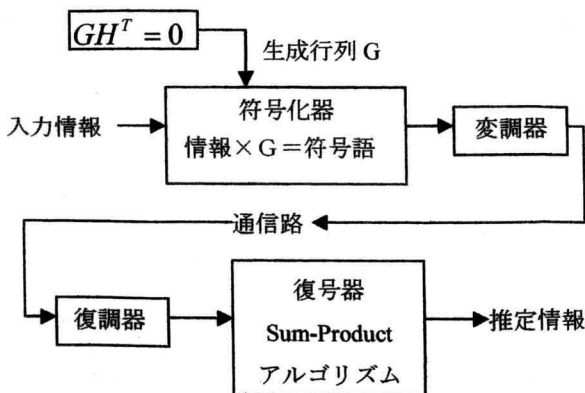 GH^T = 0
生成行列 G
入力情報
符号化器
情報×G＝符号語
変調器
通信路
復調器
復号器
Sum-Product
アルゴリズム
推定情報